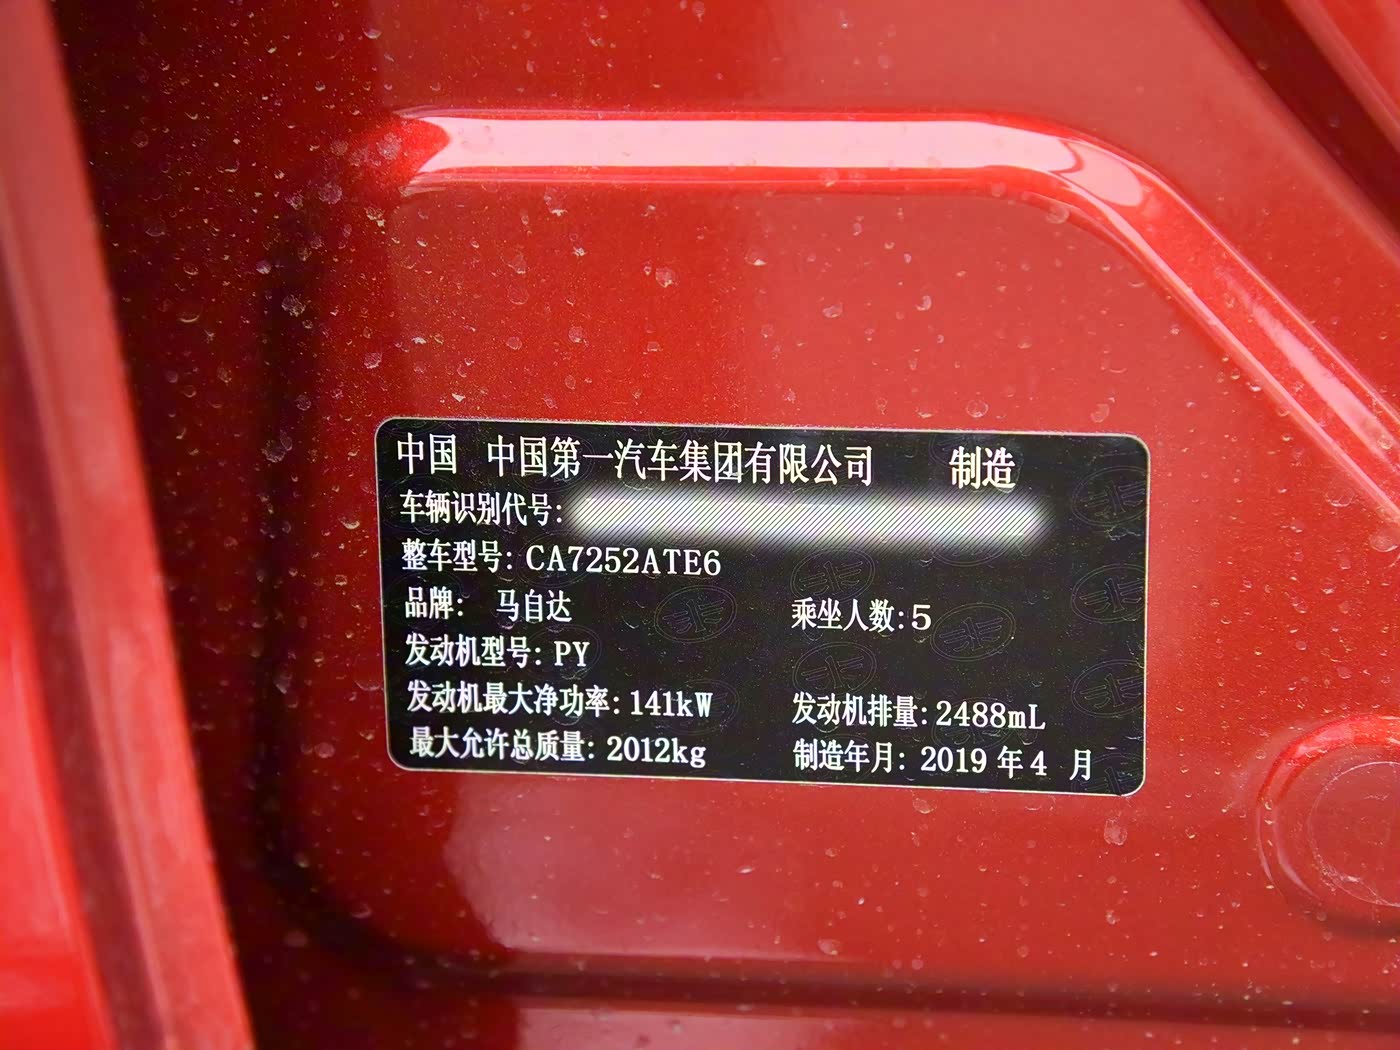 中国 中国第一汽车集团有限公司 制造
车辆识别代号:
整车型号: CA7252ATE6
品牌: 马自达 乘坐人数:5
发动机型号: PY
发动机最大净功率: 141kW 发动机排量: 2488mL
最大允许总质量: 2012kg 制造年月: 2019 年 4 月